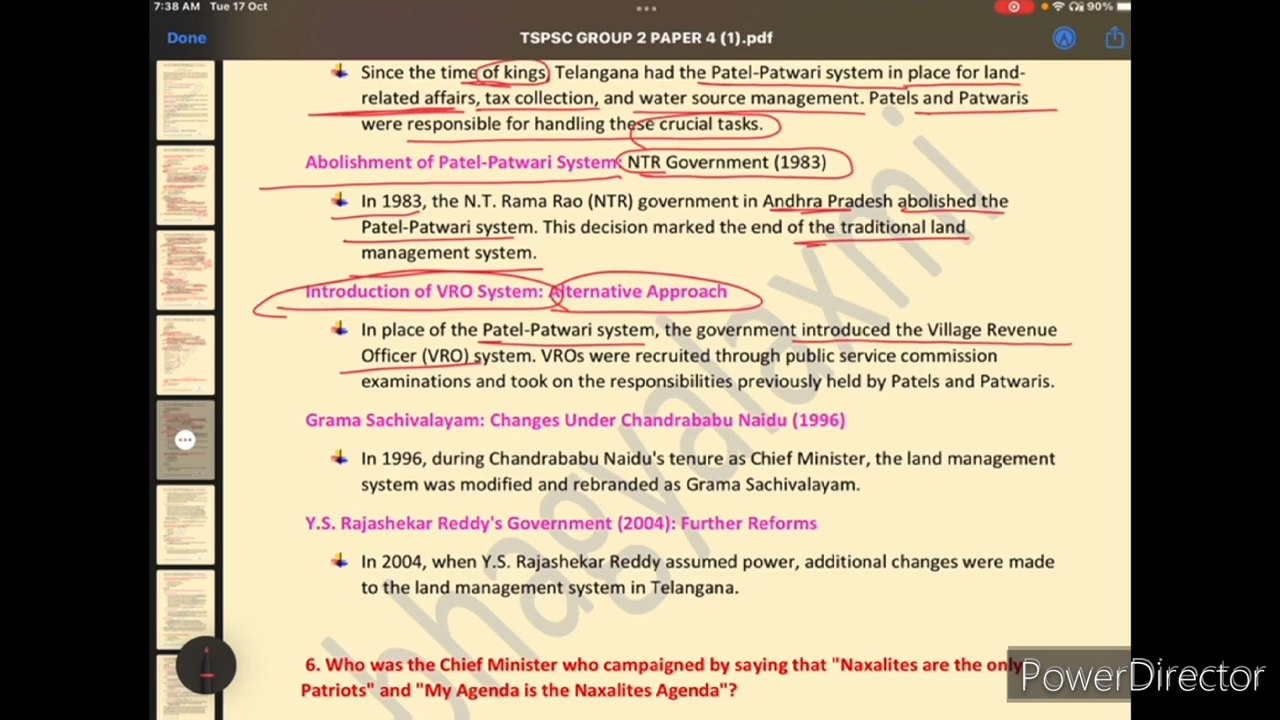 7:38 AM Tue 17 Oct
90%
Done
TSPSC GROUP 2 PAPER 4 (1).pdf
Since the time of kings, Telangana had the Patel-Patwari system in place for land-
related affairs, tax collection, and water source management. Patels and Patwaris
were responsible for handling these crucial tasks.
Abolishment of Patel-Patwari System: NTR Government (1983)
In 1983, the N.T. Rama Rao (NTR) government in Andhra Pradesh abolished the
Patel-Patwari system. This decision marked the end of the traditional land
management system.
Introduction of VRO System: Alternative Approach
In place of the Patel-Patwari system, the government introduced the Village Revenue
Officer (VRO) system. VROs were recruited through public service commission
examinations and took on the responsibilities previously held by Patels and Patwaris.
Grama Sachivalayam: Changes Under Chandrababu Naidu (1996)
In 1996, during Chandrababu Naidu's tenure as Chief Minister, the land management
system was modified and rebranded as Grama Sachivalayam.
Y.S. Rajashekar Reddy's Government (2004): Further Reforms
In 2004, when Y.S. Rajashekar Reddy assumed power, additional changes were made
to the land management system in Telangana.
6. Who was the Chief Minister who campaigned by saying that "Naxalites are the only
Patriots" and "My Agenda is the Naxalites Agenda"?
bhagyalaxmi
PowerDirector